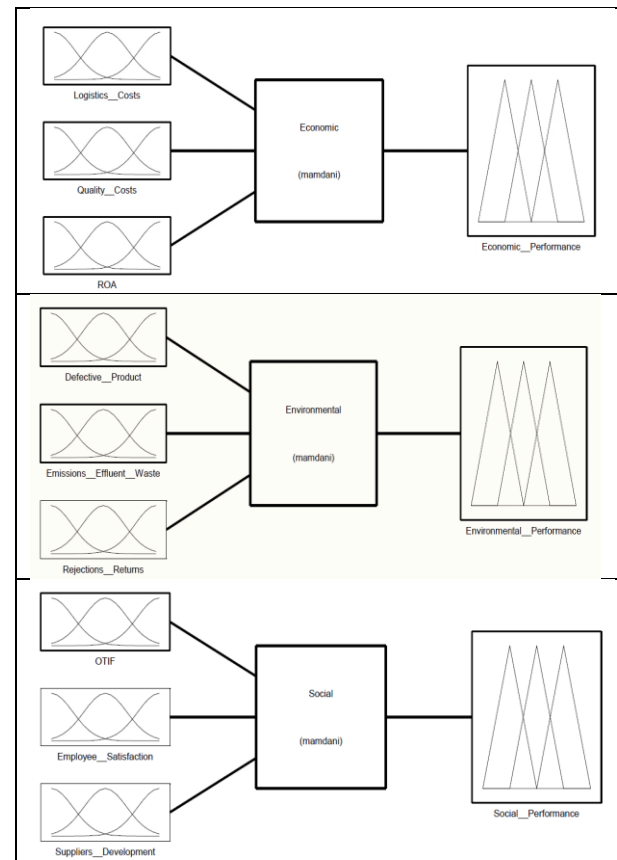 Logistics__Costs
Economic
(mamdani)
Quality__Costs
Economic__Performance
ROA
Defective__Product
Environmental
(mamdani)
Emissions__Effluent__Waste
Environmental__Performance
Rejections__Returns
OTIF
Social
(mamdani)
Employee__Satisfaction
Social__Performance
Suppliers__Development